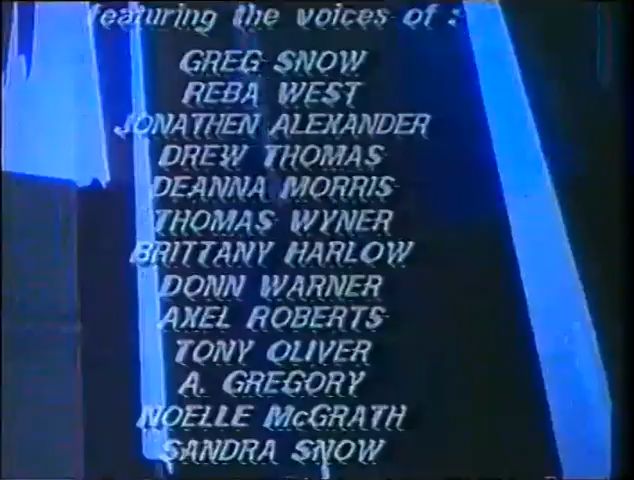 featuring the voices of :
GREG SNOW
REBA WEST
JONATHEN ALEXANDER
DREW THOMAS
DEANNA MORRIS
THOMAS WYNER
BRITTANY HARLOW
DONN WARNER
AXEL ROBERTS
TONY OLIVER
A. GREGORY
NOELLE McGRATH
SANDRA SNOW